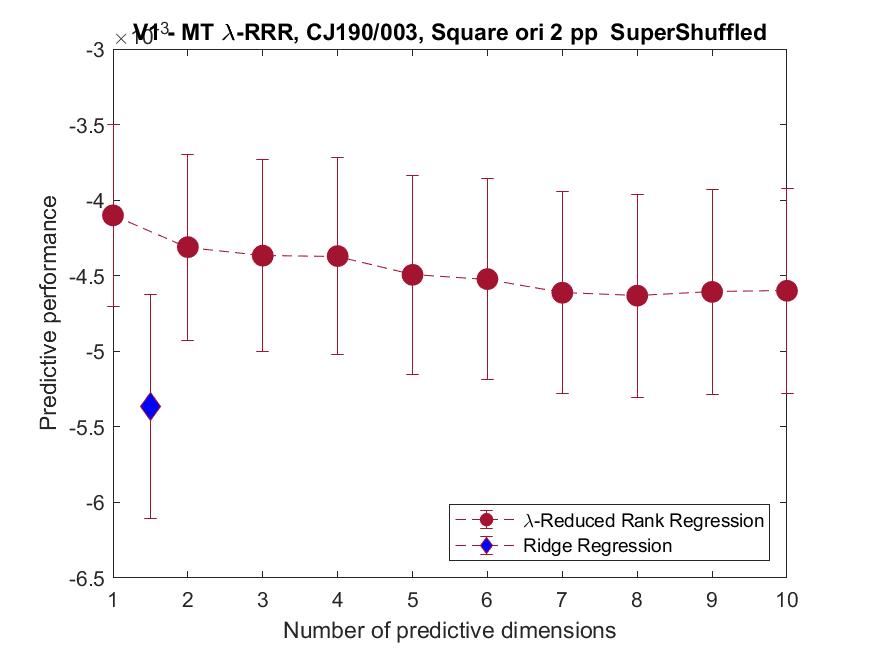 V1 - MT λ-RRR, CJ190/003, Square ori 2 pp SuperShuffled
-3
-3.5
-4
-4.5
-5
-5.5
-6
-6.5
Predictive performance
λ-Reduced Rank Regression
Ridge Regression
1 2 3 4 5 6 7 8 9 10
Number of predictive dimensions